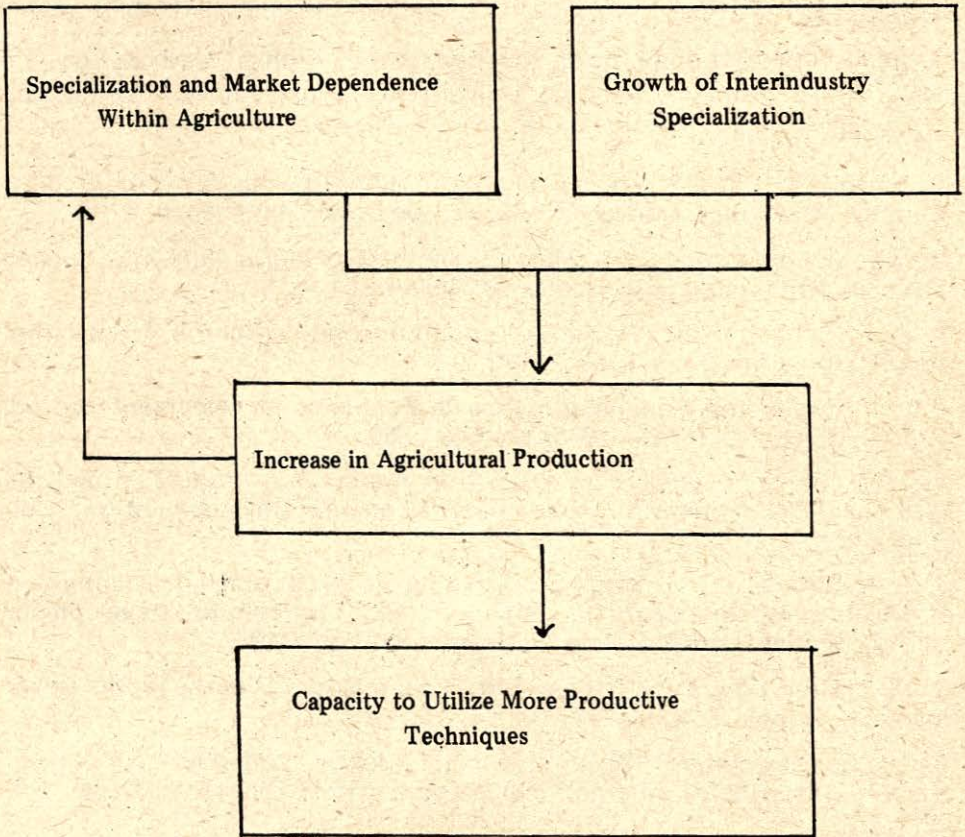 Specialization and Market Dependence
Within Agriculture
Growth of Interindustry
Specialization
Increase in Agricultural Production
Capacity to Utilize More Productive
Techniques